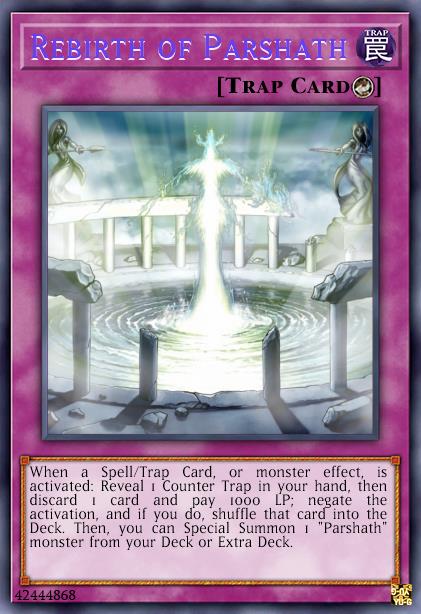 REBIRTH OF PARSHATH
TRAP
罠
[TRAP CARD]
When a Spell/Trap Card, or monster effect, is
activated: Reveal 1 Counter Trap in your hand, then
discard 1 card and pay 1000 LP; negate the
activation, and if you do, shuffle that card into the
Deck. Then, you can Special Summon 1 "Parshath"
monster from your Deck or Extra Deck.
42444868